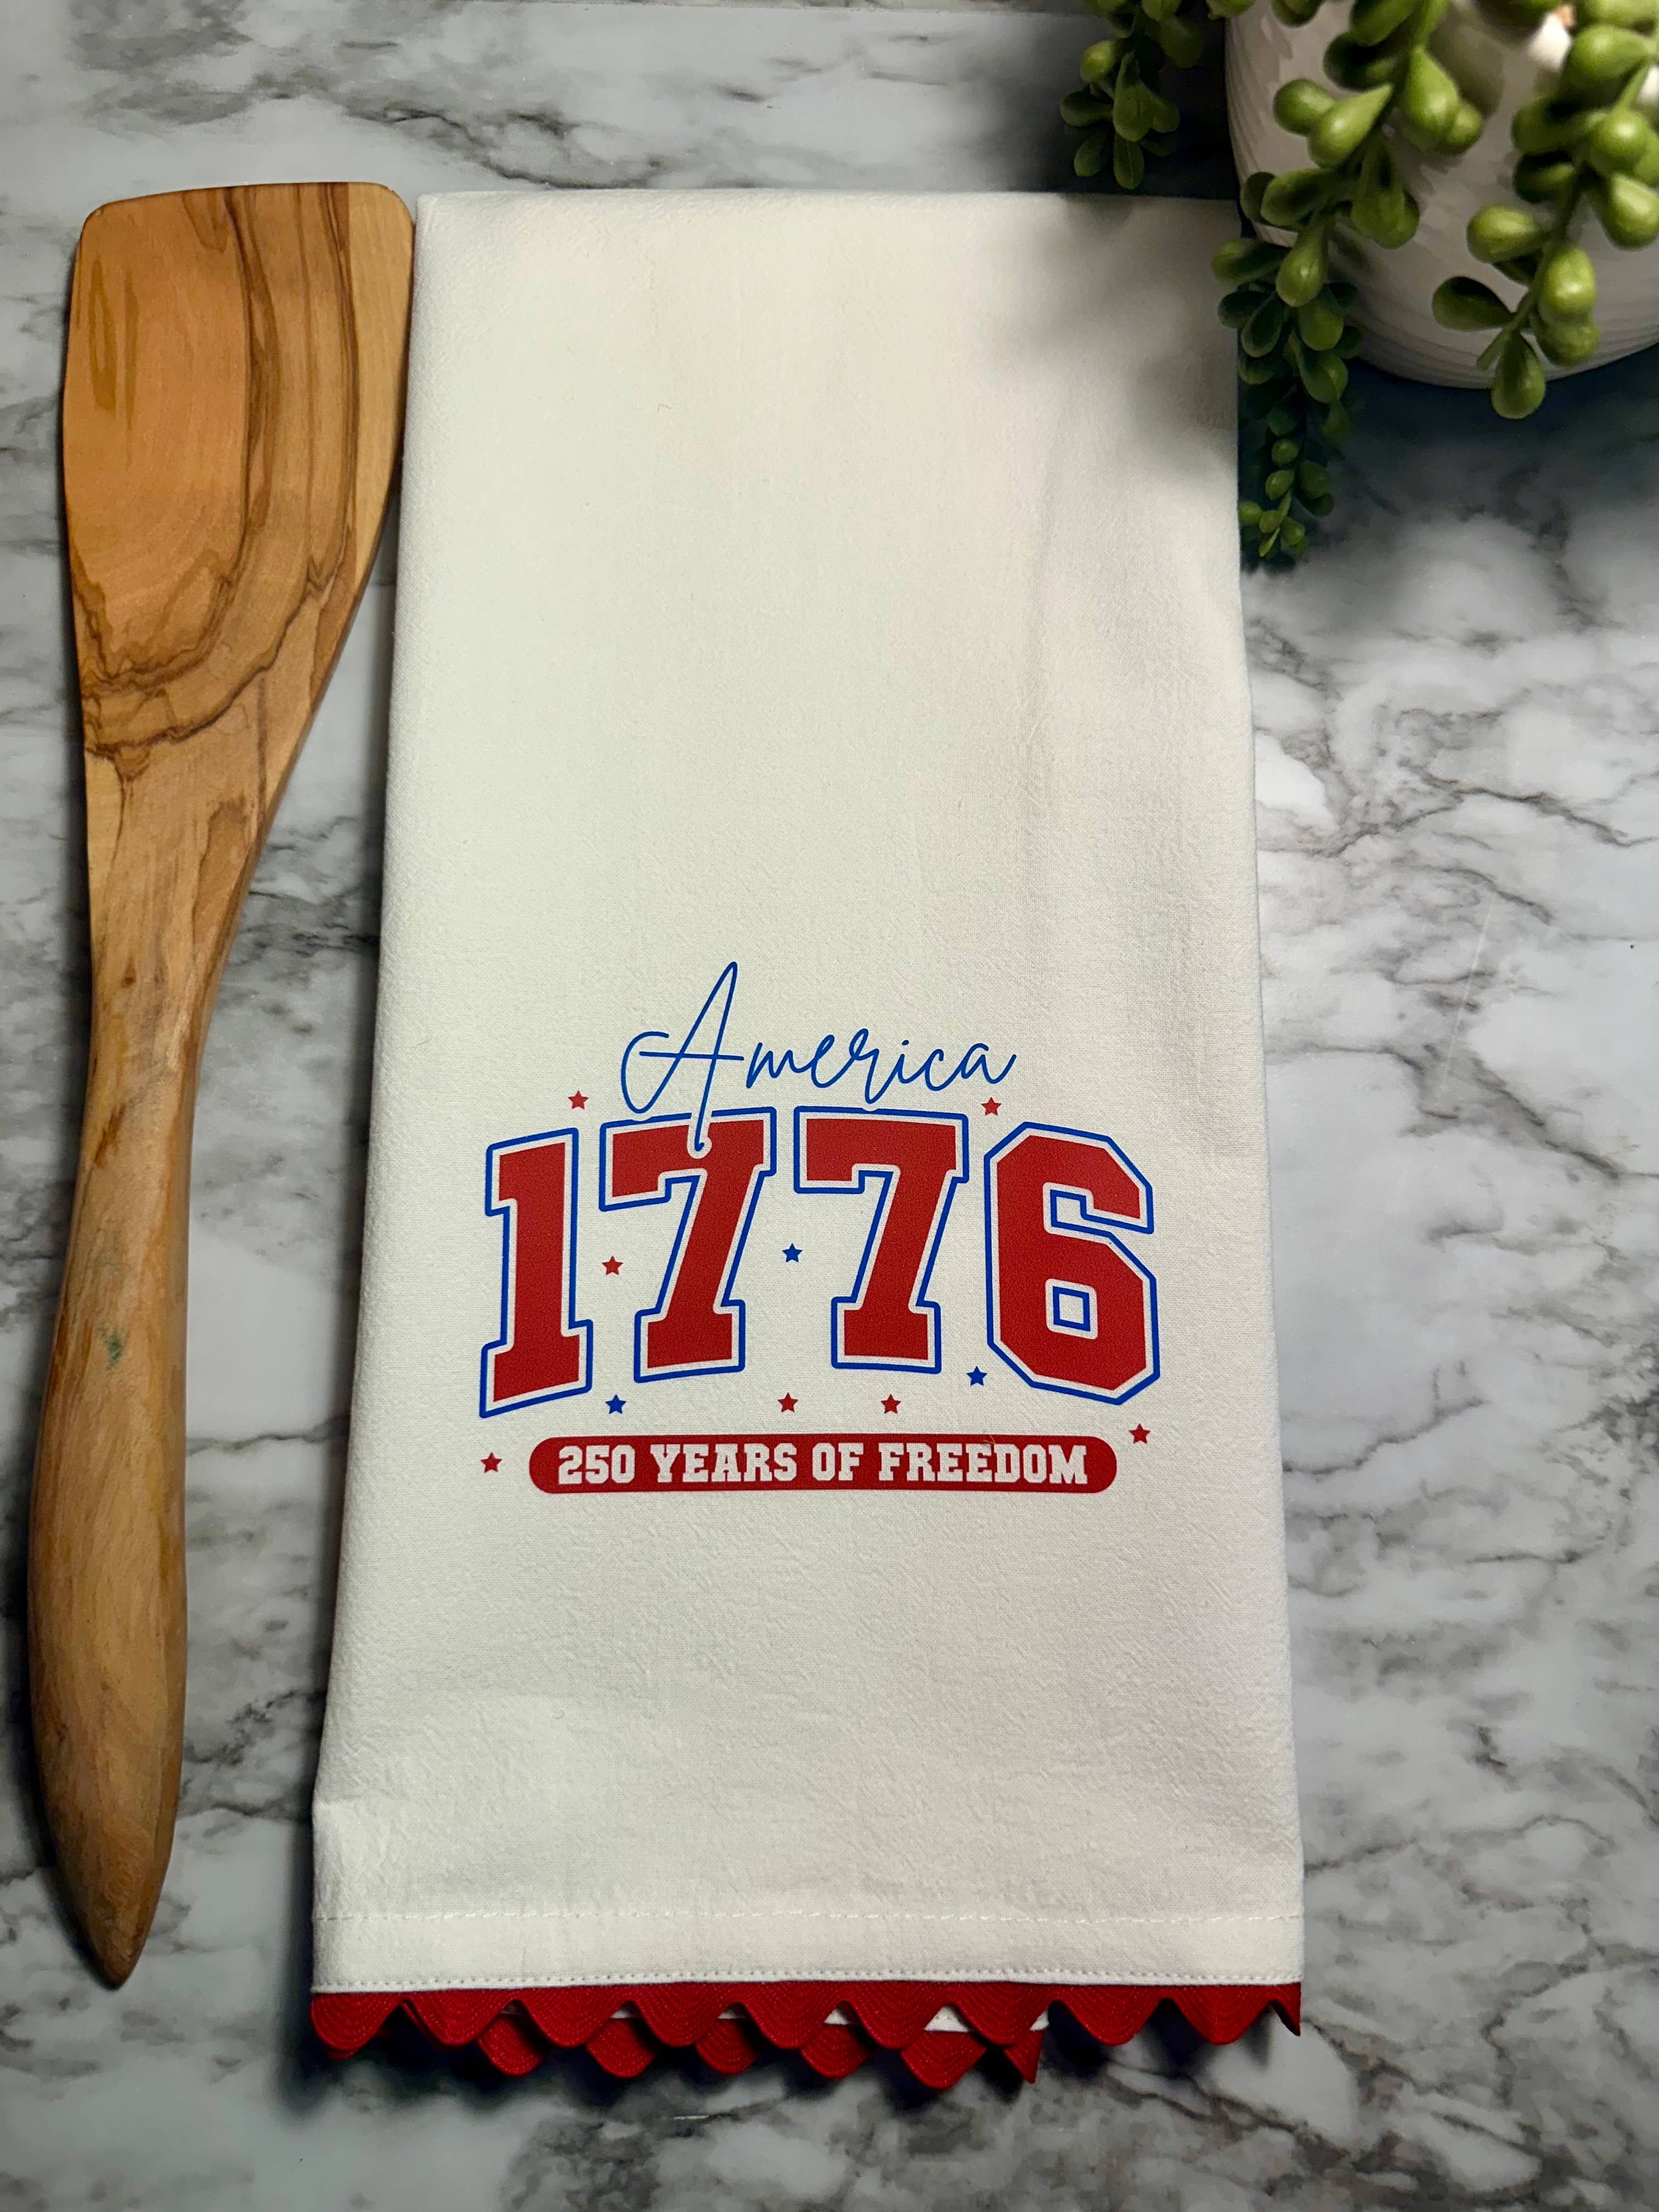 America
1776
250 YEARS OF FREEDOM